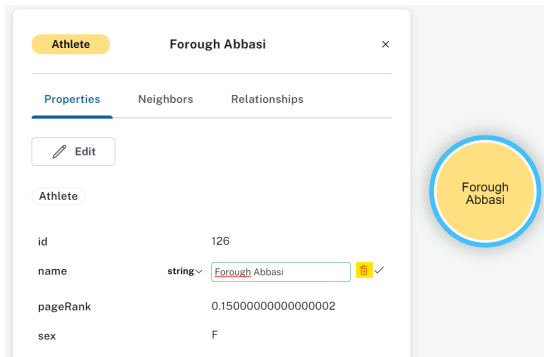 Athlete Forough Abbasi ×
Properties Neighbors Relationships
Edit
Athlete
id 126
name string Forough Abbasi
pageRank 0.15000000000000002
sex F
Forough
Abbasi